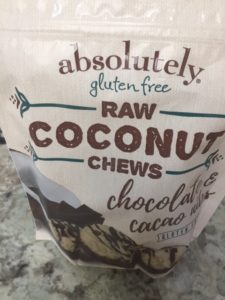 absolutely®
gluten free
RAW
COCONUT
CHEWS
chocolate &
cacao